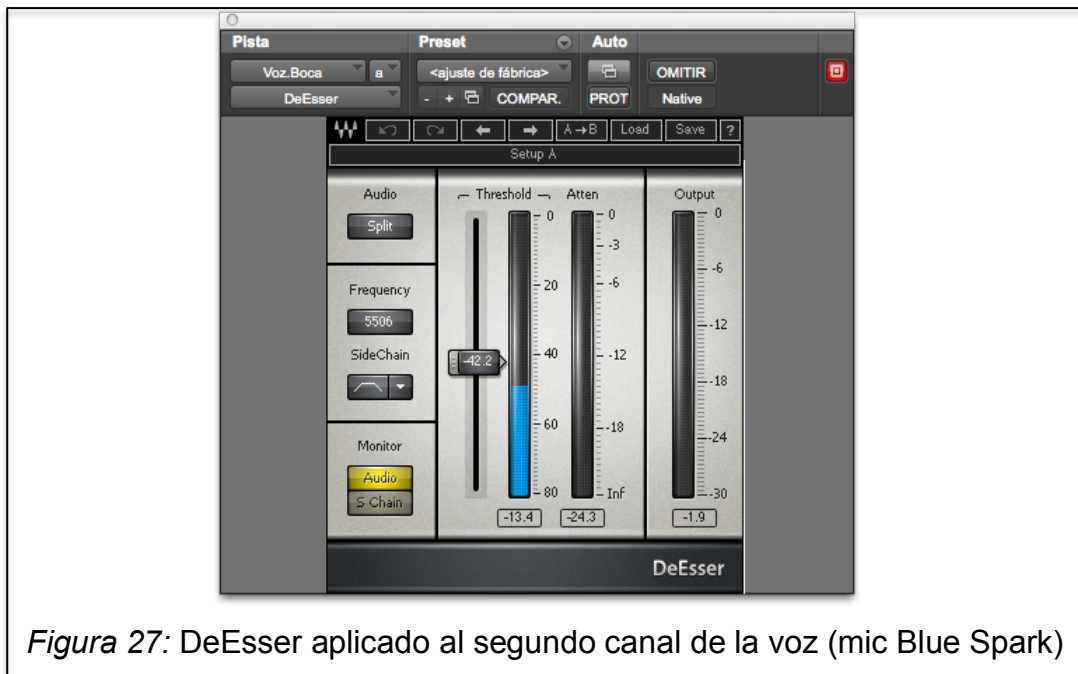 Pista Preset Auto
Voz.Boca a <ajuste de fábrica> OMITIR
DeEsser - + COMPAR. PROT Native
A→B Load Save ?
Setup A
Audio Threshold Atten Output
Split
0 0 0
-3
-6
Frequency 20 -6
5506
-12
SideChain -42.2 40 -12
-18
60 -18
Monitor -24
Audio
S Chain 80 Inf -30
-13.4 -24.3 -1.9
DeEsser
Figura 27: DeEsser aplicado al segundo canal de la voz (mic Blue Spark)